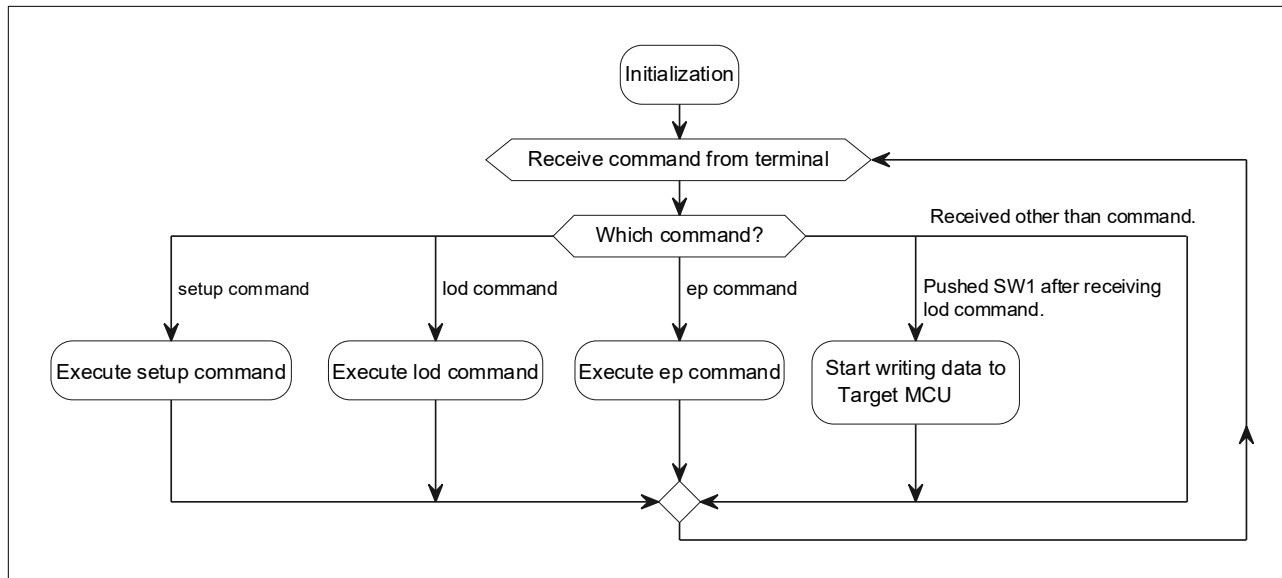 Initialization
Receive command from terminal
Received other than command.
Which command?
setup command
lod command
ep command
Pushed SW1 after receiving
lod command.
Execute setup command
Execute lod command
Execute ep command
Start writing data to
Target MCU